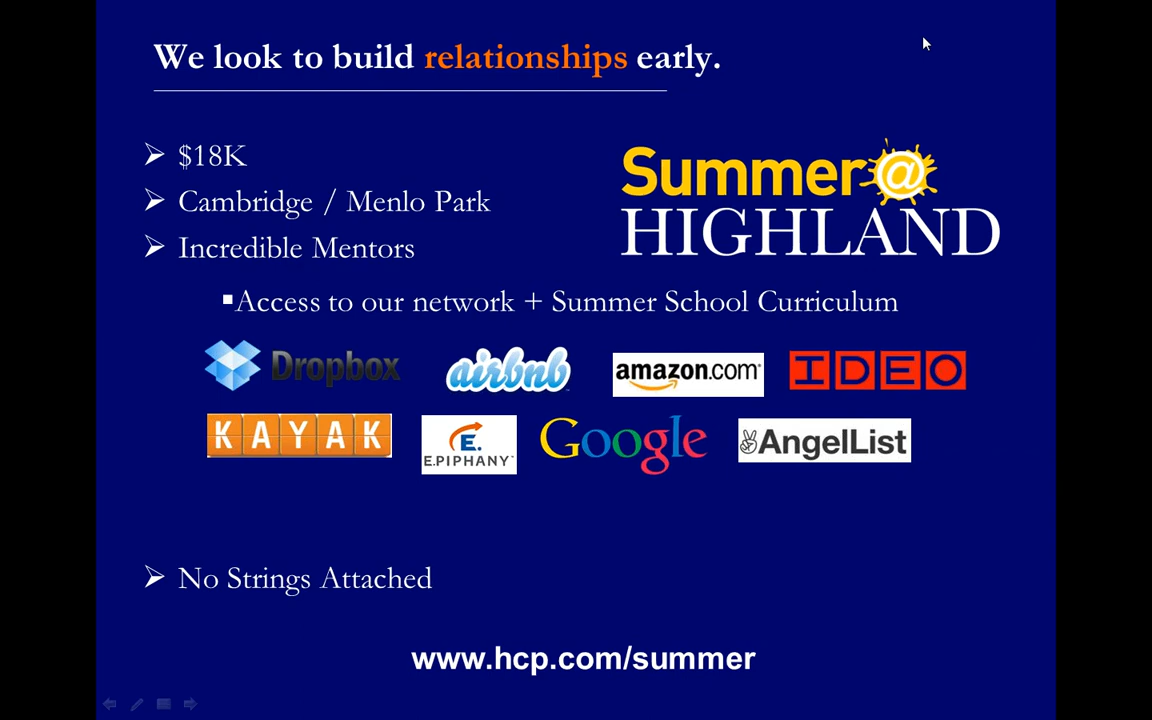 We look to build relationships early.
$18K
Cambridge / Menlo Park
Incredible Mentors
Summer@
HIGHLAND
Access to our network + Summer School Curriculum
Dropbox airbnb amazon.com IDEO
KAYAK E. E.PIPHANY Google AngelList
No Strings Attached
www.hcp.com/summer